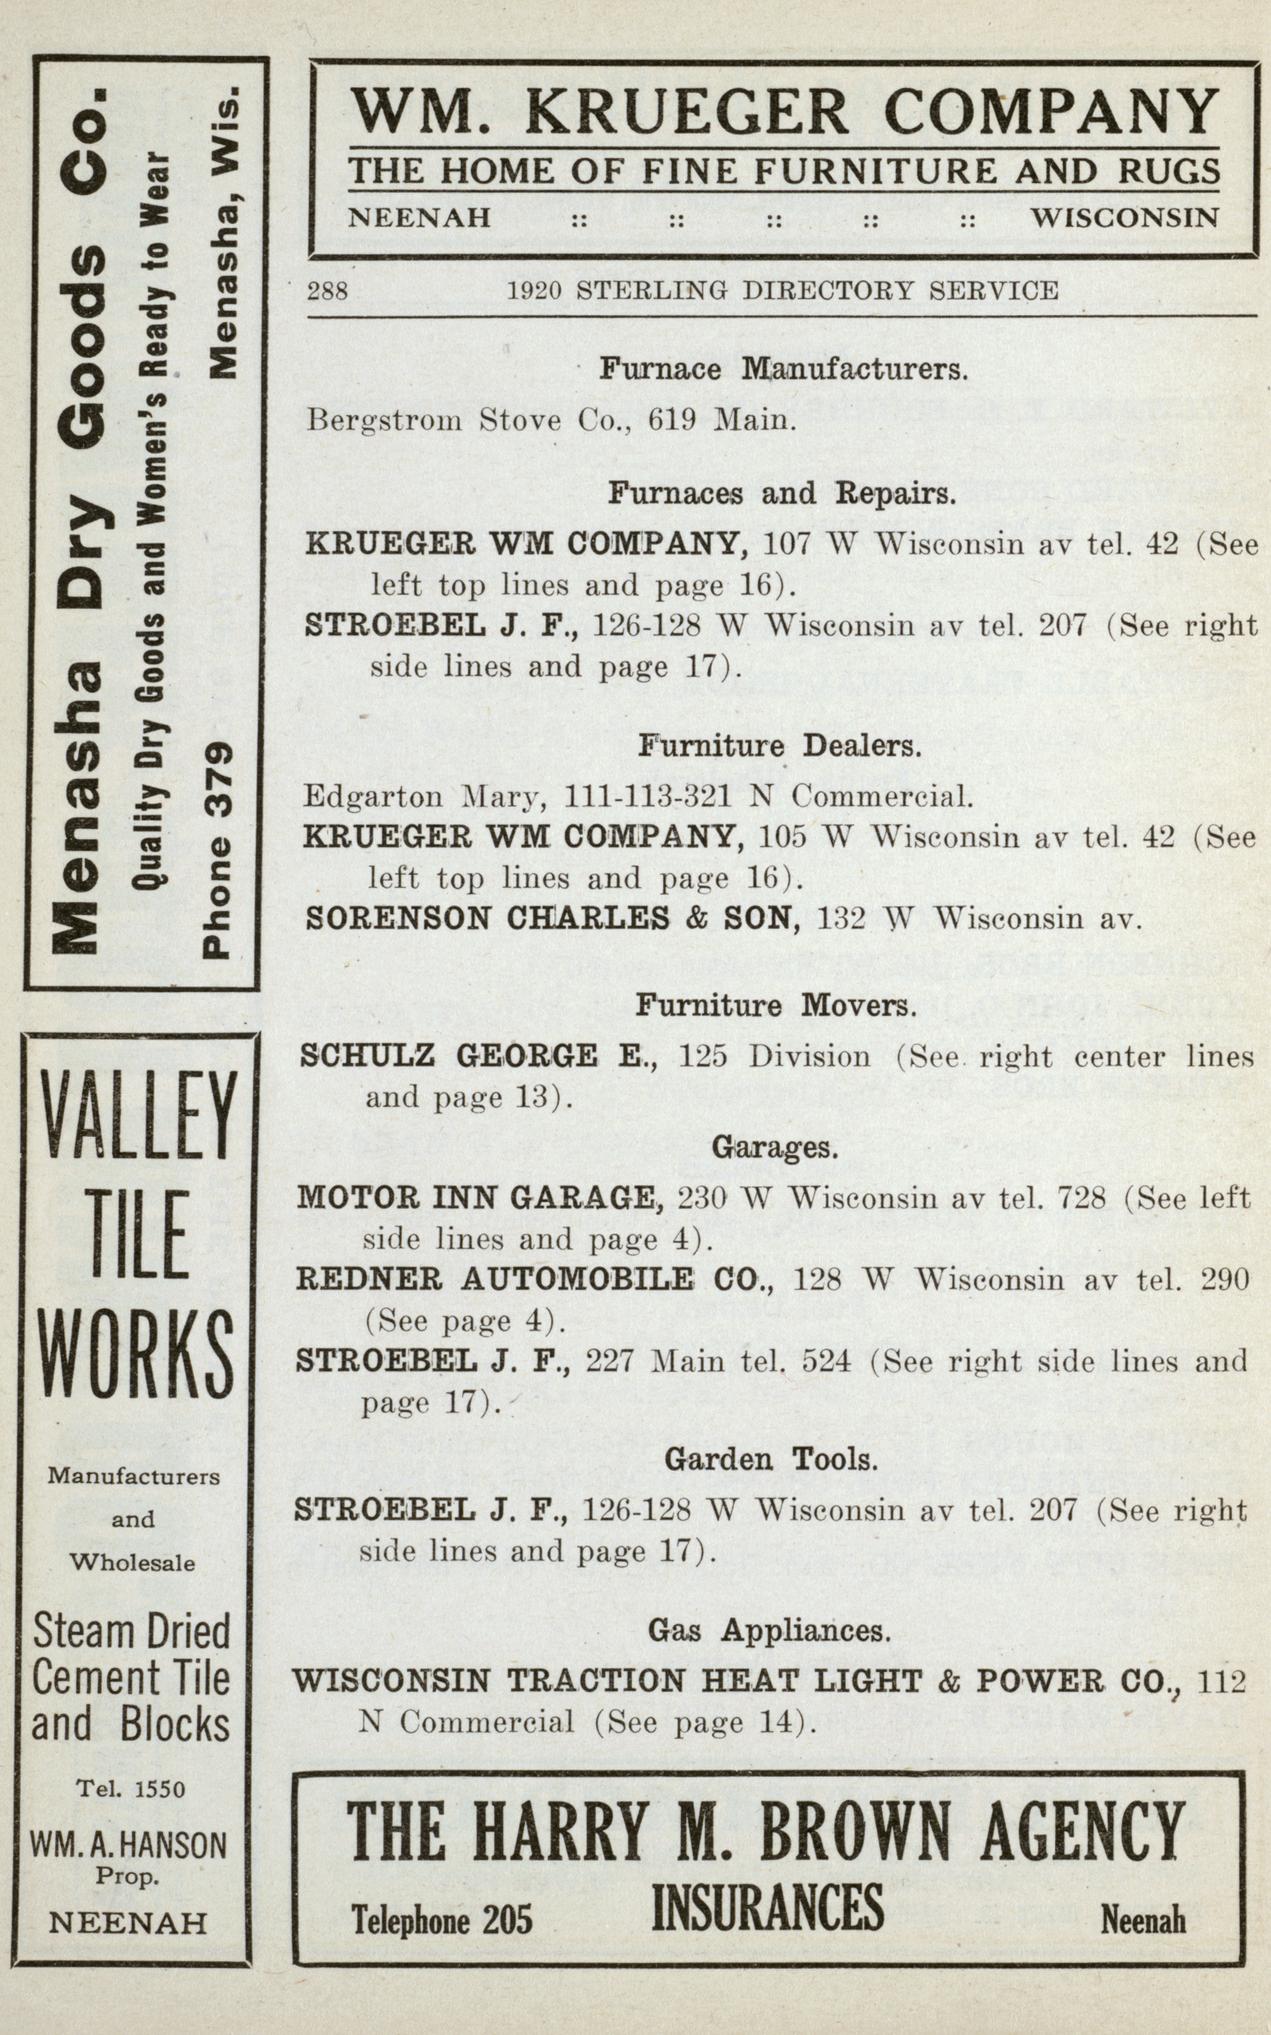 Menasha Dry Goods Co.
Quality Dry Goods and Women's Ready to Wear
Phone 379 Menasha, Wis.
VALLEY
TILE
WORKS
Manufacturers
and
Wholesale
Steam Dried
Cement Tile
and Blocks
Tel. 1550
WM. A. HANSON
Prop.
NEENAH
WM. KRUEGER COMPANY
THE HOME OF FINE FURNITURE AND RUGS
NEENAH :: :: :: :: :: WISCONSIN
288 1920 STERLING DIRECTORY SERVICE
Furnace Manufacturers.
Bergstrom Stove Co., 619 Main.
Furnaces and Repairs.
KRUEGER WM COMPANY, 107 W Wisconsin av tel. 42 (See
left top lines and page 16).
STROEBEL J. F., 126-128 W Wisconsin av tel. 207 (See right
side lines and page 17).
Furniture Dealers.
Edgarton Mary, 111-113-321 N Commercial.
KRUEGER WM COMPANY, 105 W Wisconsin av tel. 42 (See
left top lines and page 16).
SORENSON CHARLES & SON, 132 W Wisconsin av.
Furniture Movers.
SCHULZ GEORGE E., 125 Division (See right center lines
and page 13).
Garages.
MOTOR INN GARAGE, 230 W Wisconsin av tel. 728 (See left
side lines and page 4).
REDNER AUTOMOBILE CO., 128 W Wisconsin av tel. 290
(See page 4).
STROEBEL J. F., 227 Main tel. 524 (See right side lines and
page 17).
Garden Tools.
STROEBEL J. F., 126-128 W Wisconsin av tel. 207 (See right
side lines and page 17).
Gas Appliances.
WISCONSIN TRACTION HEAT LIGHT & POWER CO., 112
N Commercial (See page 14).
THE HARRY M. BROWN AGENCY
Telephone 205 INSURANCES Neenah